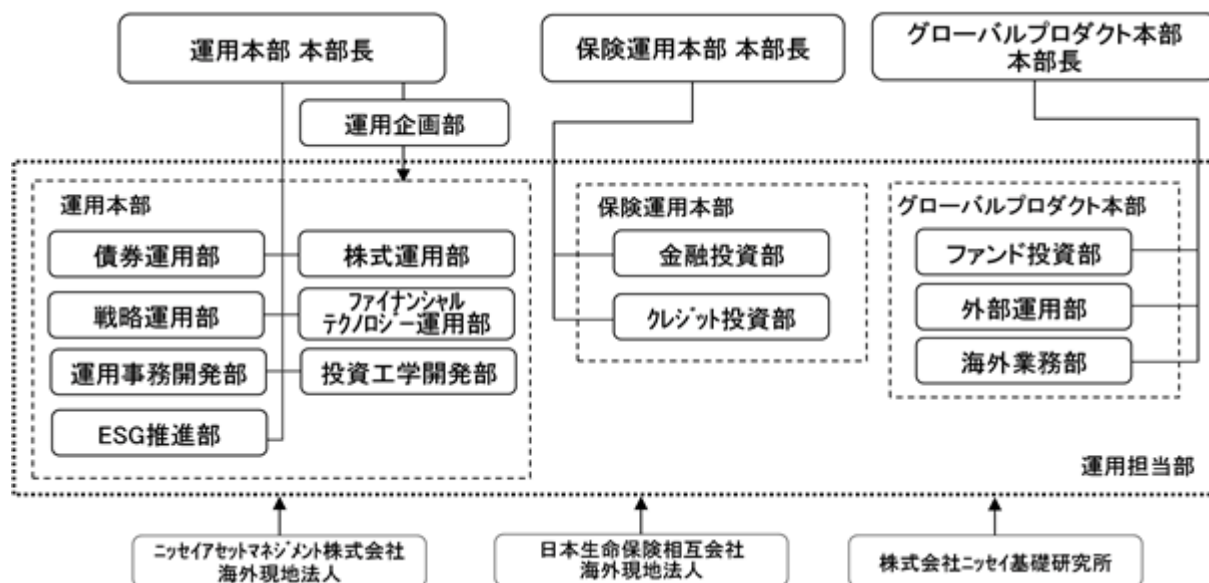 運用本部 本部長
保険運用本部 本部長
グローバルプロダクト本部
本部長
運用企画部
運用本部
債券運用部
株式運用部
戦略運用部
ファイナンシャル
テクノロジー運用部
運用事務開発部
投資工学開発部
ESG推進部
保険運用本部
金融投資部
クレジット投資部
グローバルプロダクト本部
ファンド投資部
外部運用部
海外業務部
運用担当部
ニッセイアセットマネジメント株式会社
海外現地法人
日本生命保険相互会社
海外現地法人
株式会社ニッセイ基礎研究所